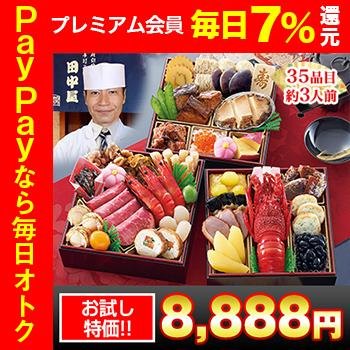 プレミアム会員 毎日7%還元
PayPayなら毎日オトク
田中屋
寿
35品目
約3人前
お試し
特価!!
8,888円